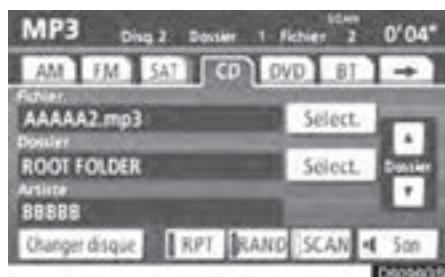 SCAN
MP3 Disq. 2 Dossier 1 Fichier 2 0'04"
AM FM SAT CD DVD BT
Fichier
AAAAA2.mp3 Select.
Dossier
ROOT FOLDER Select. Dossier
Artiste
BBBBB
Changer disque RPT RAND SCAN Son